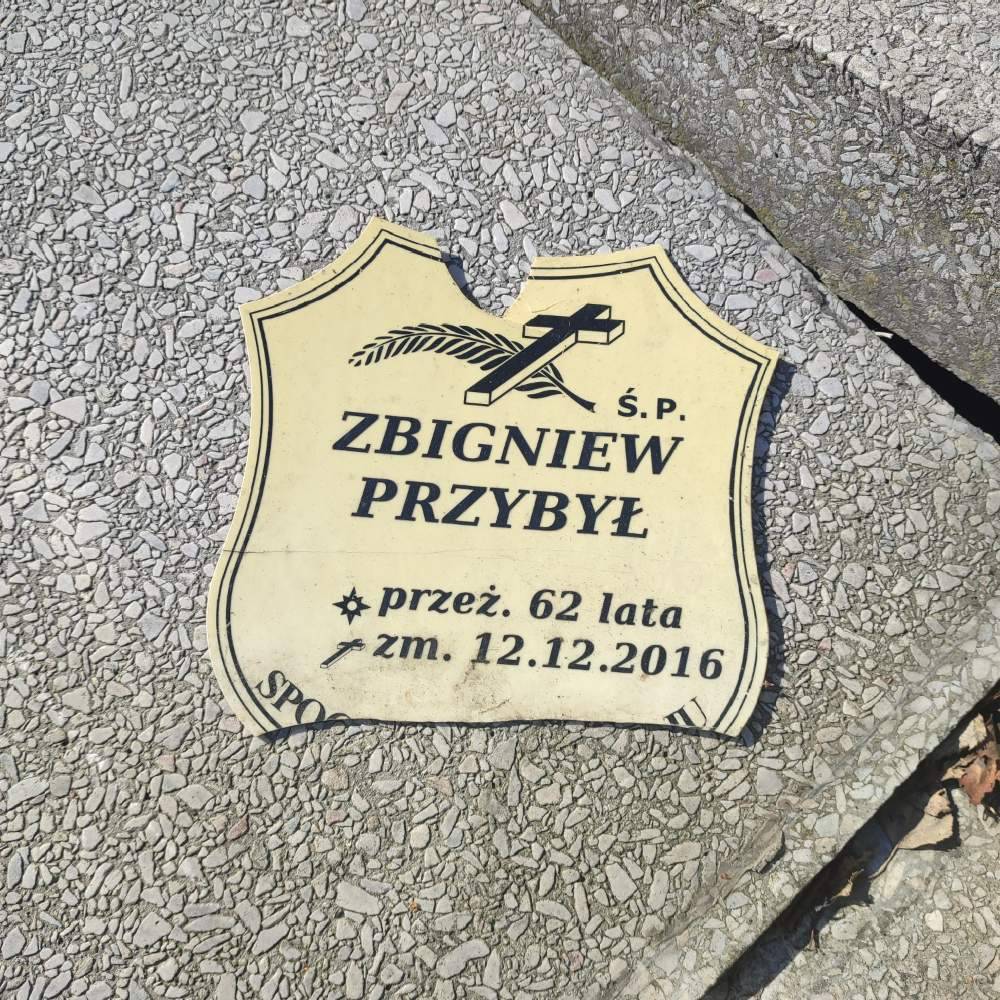 Ś.P.
ZBIGNIEW
PRZYBYŁ
przeż. 62 lata
zm. 12.12.2016